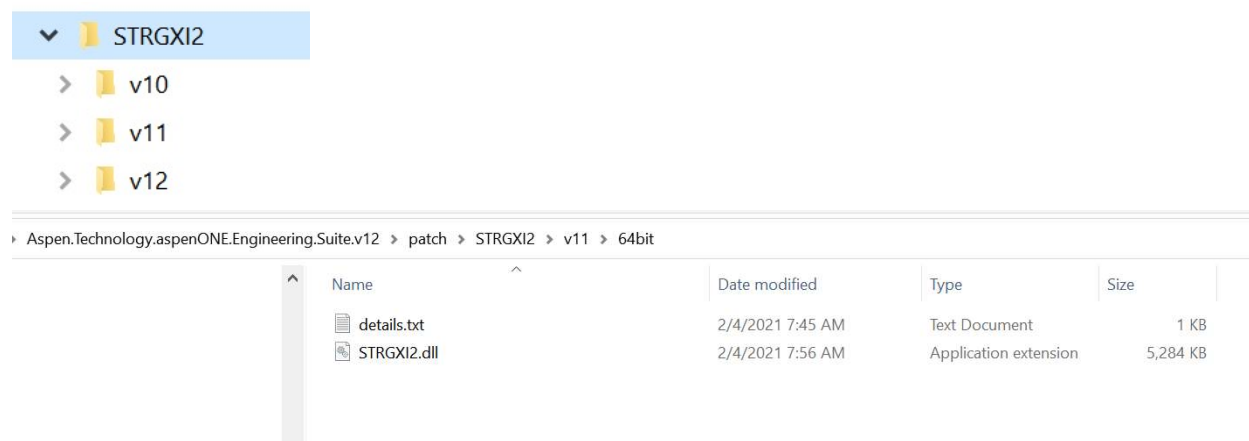 STRGXI2
v10
v11
v12
Aspen.Technology.aspenONE.Engineering.Suite.v12 > patch > STRGXI2 > v11 > 64bit
Name Date modified Type Size
details.txt 2/4/2021 7:45 AM Text Document 1 KB
STRGXI2.dll 2/4/2021 7:56 AM Application extension 5,284 KB